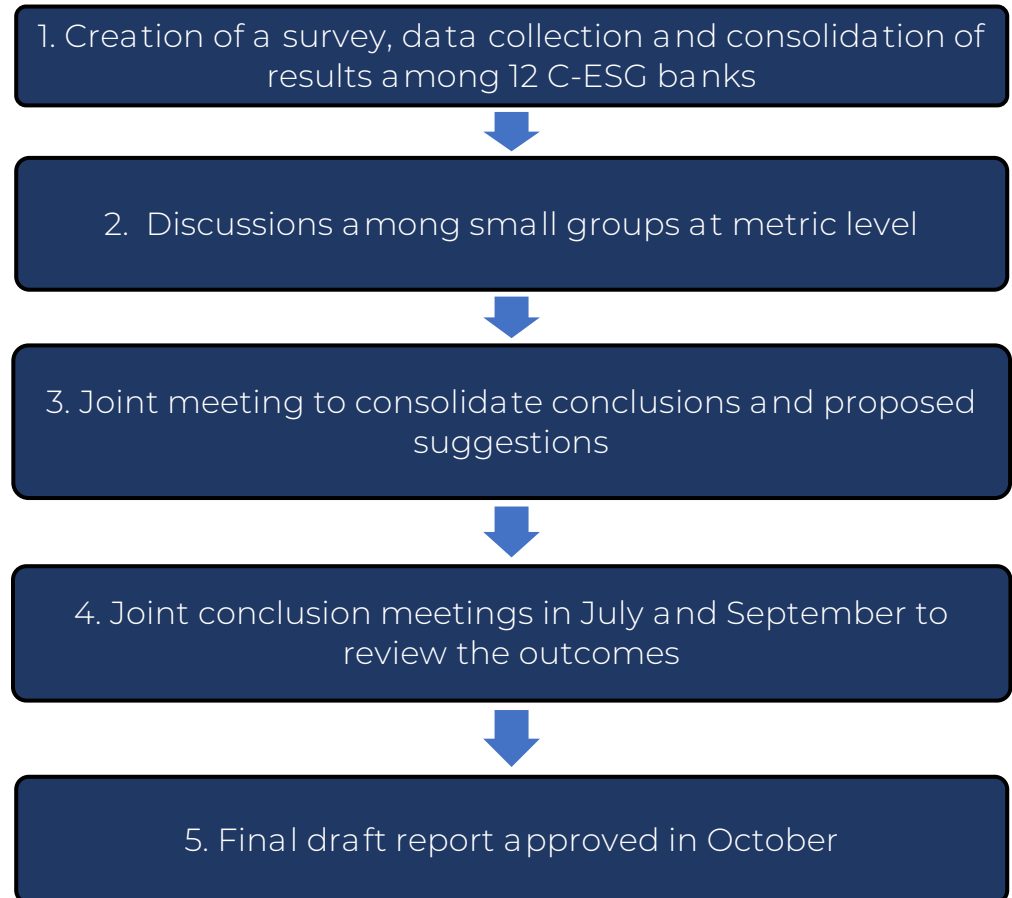 1. Creation of a survey, data collection and consolidation of
results among 12 C-ESG banks
2. Discussions among small groups at metric level
3. Joint meeting to consolidate conclusions and proposed
suggestions
4. Joint conclusion meetings in July and September to
review the outcomes
5. Final draft report approved in October